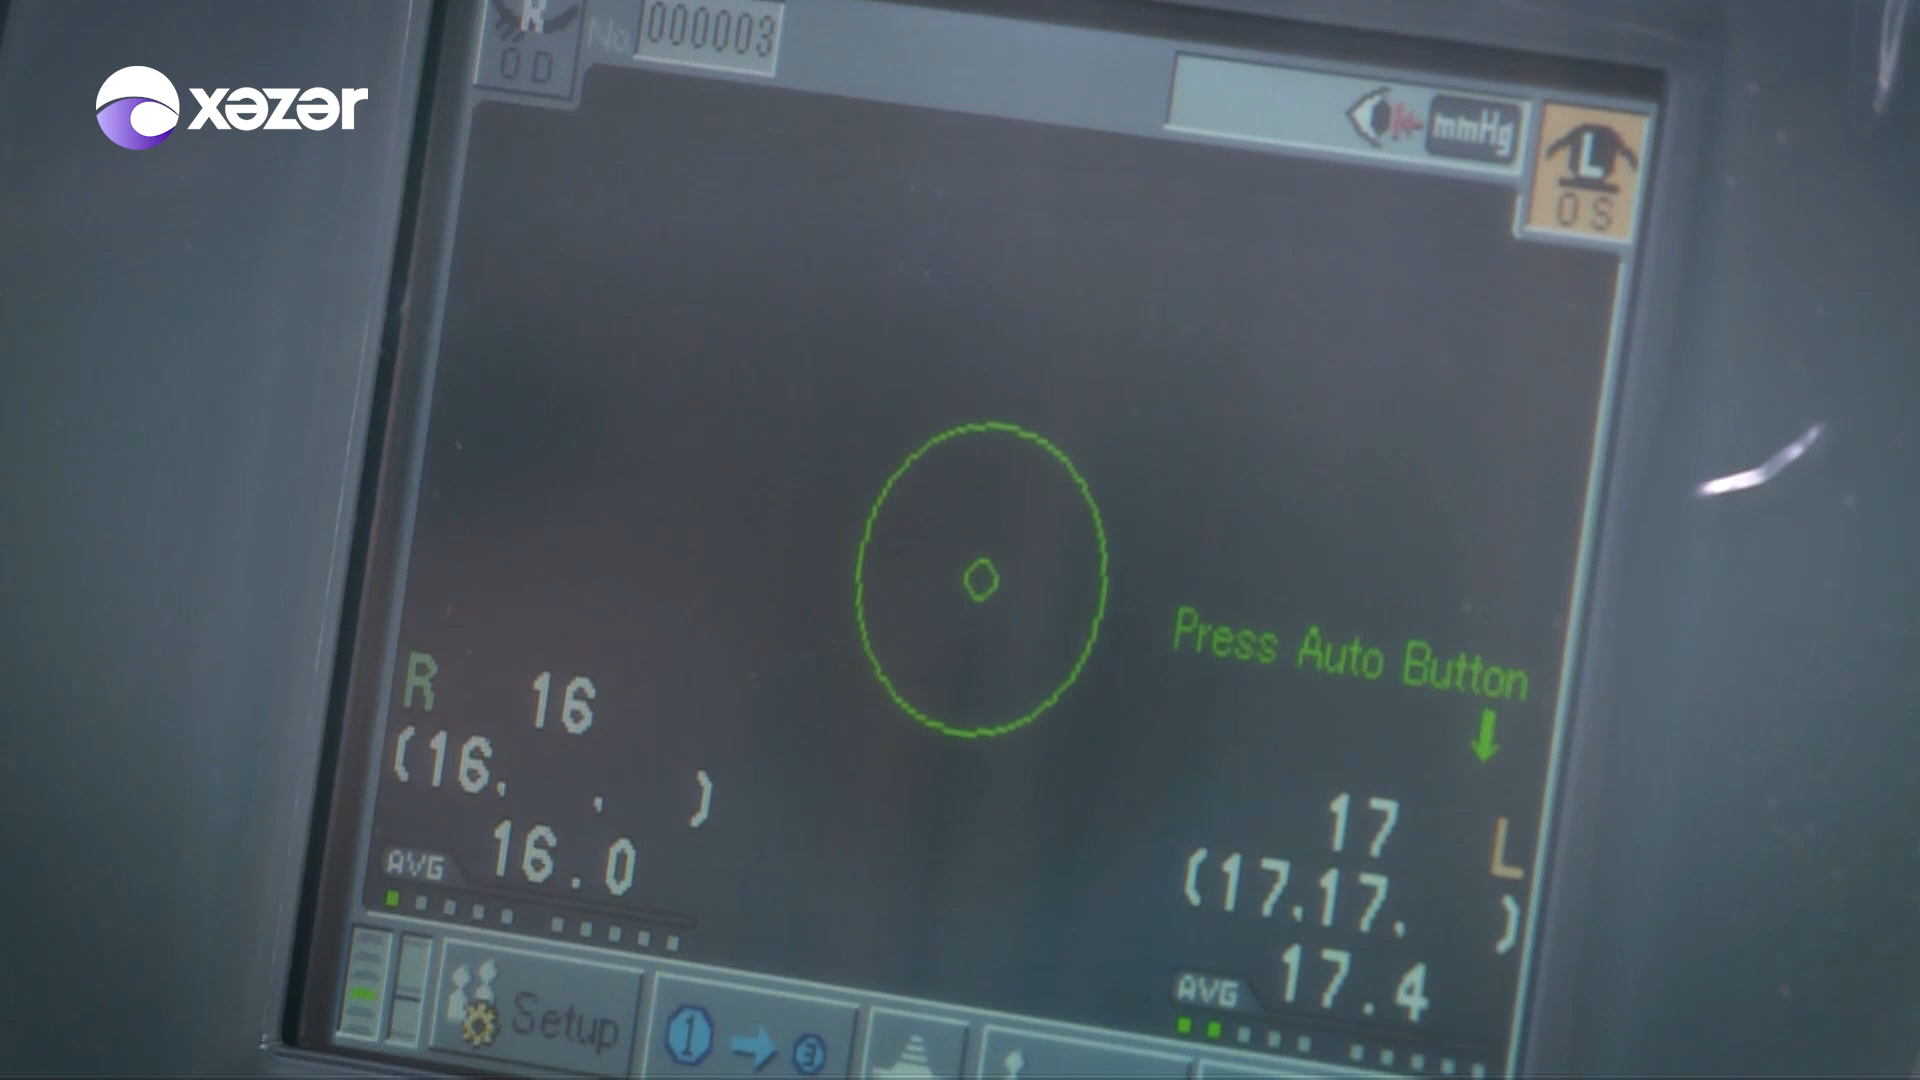 xəzər
R
OD
No.
000003
mmHg
L
OS
Press Auto Button
R 16
(16. . )
AVG 16.0
17 L
(17.17. )
AVG 17.4
Setup
1 3